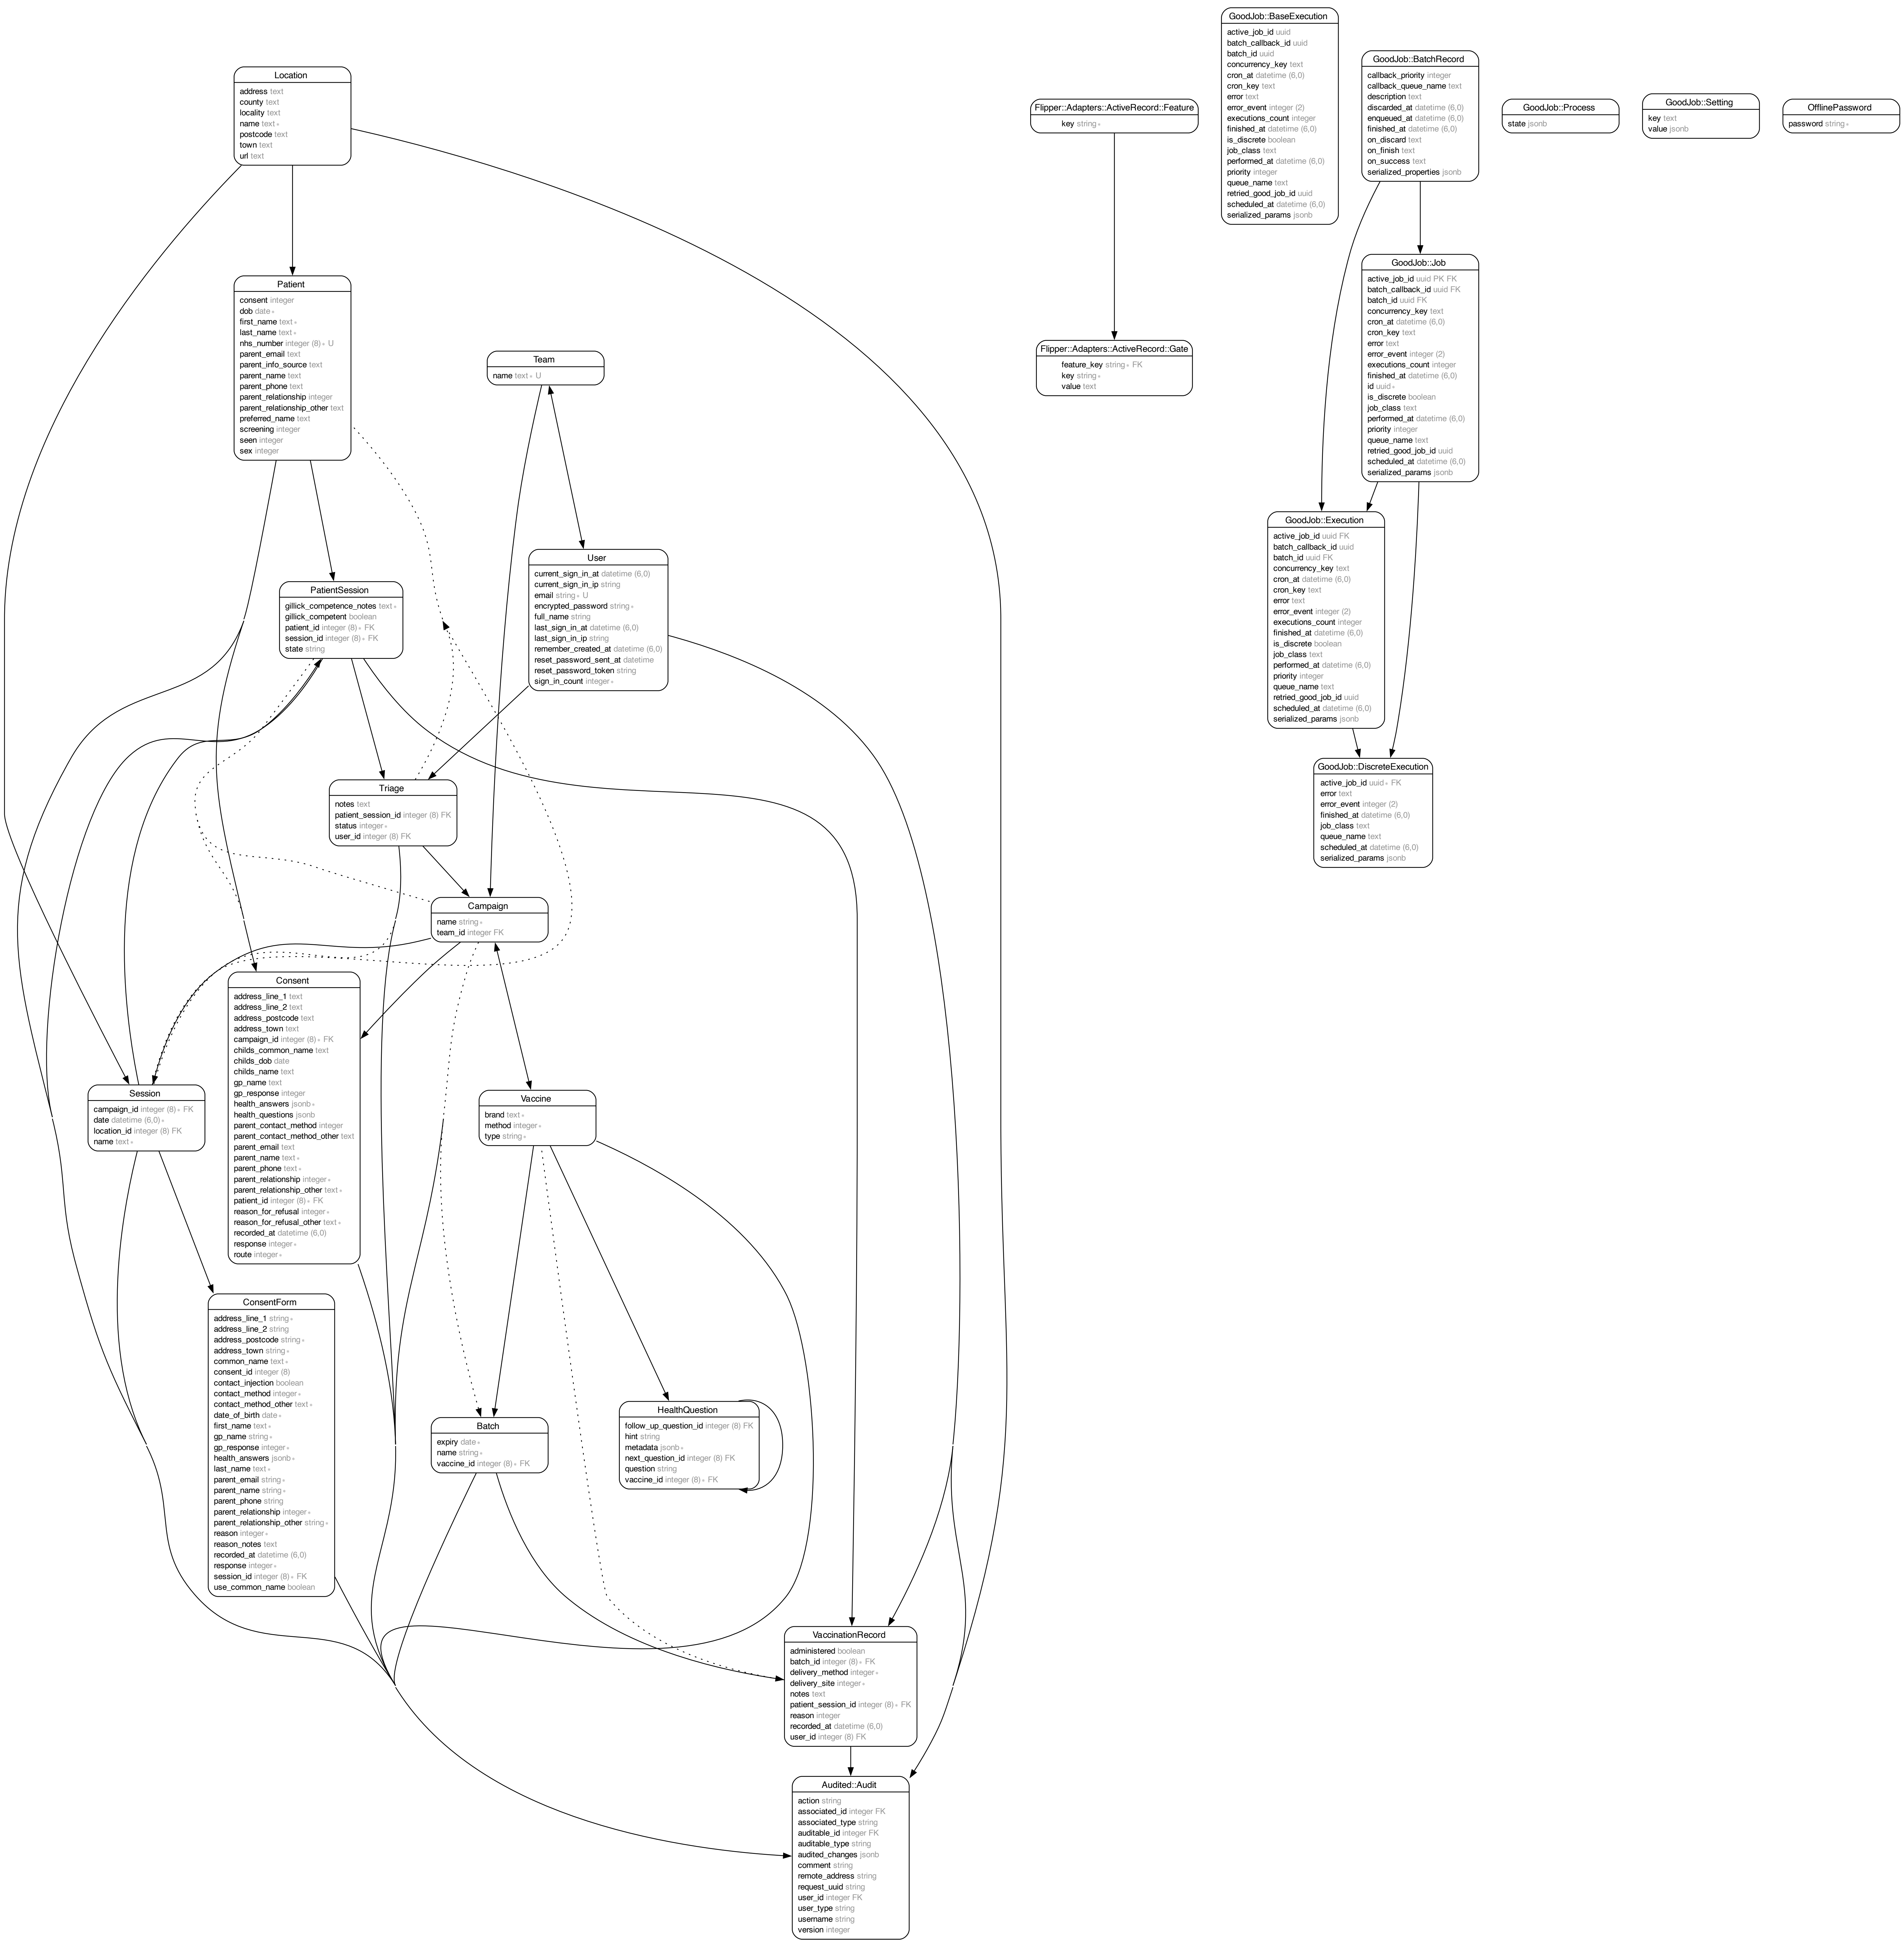 GoodJob::BaseExecution
active_job_id uuid
batch_callback_id uuid
batch_id uuid
concurrency_key text
cron_at datetime (6,0)
cron_key text
error text
error_event integer (2)
executions_count integer
finished_at datetime (6,0)
is_discrete boolean
job_class text
performed_at datetime (6,0)
priority integer
queue_name text
retried_good_job_id uuid
scheduled_at datetime (6,0)
serialized_params jsonb
GoodJob::BatchRecord
callback_priority integer
callback_queue_name text
description text
discarded_at datetime (6,0)
enqueued_at datetime (6,0)
finished_at datetime (6,0)
on_discard text
on_finish text
on_success text
serialized_properties jsonb
Location
address text
county text
locality text
name text *
postcode text
town text
url text
Flipper::Adapters::ActiveRecord::Feature
key string *
GoodJob::Process
state jsonb
GoodJob::Setting
key text
value jsonb
OfflinePassword
password string *
GoodJob::Job
active_job_id uuid PK FK
batch_callback_id uuid FK
batch_id uuid FK
concurrency_key text
cron_at datetime (6,0)
cron_key text
error text
error_event integer (2)
executions_count integer
finished_at datetime (6,0)
id uuid *
is_discrete boolean
job_class text
performed_at datetime (6,0)
priority integer
queue_name text
retried_good_job_id uuid
scheduled_at datetime (6,0)
serialized_params jsonb
Patient
consent integer
dob date *
first_name text *
last_name text *
nhs_number integer (8) * U
parent_email text
parent_info_source text
parent_name text
parent_phone text
parent_relationship integer
parent_relationship_other text
preferred_name text
screening integer
seen integer
sex integer
Flipper::Adapters::ActiveRecord::Gate
feature_key string * FK
key string *
value text
Team
name text * U
GoodJob::Execution
active_job_id uuid FK
batch_callback_id uuid
batch_id uuid FK
concurrency_key text
cron_at datetime (6,0)
cron_key text
error text
error_event integer (2)
executions_count integer
finished_at datetime (6,0)
is_discrete boolean
job_class text
performed_at datetime (6,0)
priority integer
queue_name text
retried_good_job_id uuid
scheduled_at datetime (6,0)
serialized_params jsonb
User
current_sign_in_at datetime (6,0)
current_sign_in_ip string
email string * U
encrypted_password string *
full_name string
last_sign_in_at datetime (6,0)
last_sign_in_ip string
remember_created_at datetime (6,0)
reset_password_sent_at datetime
reset_password_token string
sign_in_count integer *
PatientSession
gillick_competence_notes text *
gillick_competent boolean
patient_id integer (8) * FK
session_id integer (8) * FK
state string
GoodJob::DiscreteExecution
active_job_id uuid * FK
error text
error_event integer (2)
finished_at datetime (6,0)
job_class text
queue_name text
scheduled_at datetime (6,0)
serialized_params jsonb
Triage
notes text
patient_session_id integer (8) FK
status integer *
user_id integer (8) FK
Campaign
name string *
team_id integer FK
Consent
address_line_1 text
address_line_2 text
address_postcode text
address_town text
campaign_id integer (8) * FK
childs_common_name text
childs_dob date
childs_name text
gp_name text
gp_response integer
health_answers jsonb *
health_questions jsonb
parent_contact_method integer
parent_contact_method_other text
parent_email text
parent_name text *
parent_phone text *
parent_relationship integer *
parent_relationship_other text *
patient_id integer (8) * FK
reason_for_refusal integer *
reason_for_refusal_other text *
recorded_at datetime (6,0)
response integer *
route integer *
Session
campaign_id integer (8) * FK
date datetime (6,0) *
location_id integer (8) FK
name text *
Vaccine
brand text *
method integer *
type string *
ConsentForm
address_line_1 string *
address_line_2 string
address_postcode string *
address_town string *
common_name text *
consent_id integer (8)
contact_injection boolean
contact_method integer *
contact_method_other text *
date_of_birth date *
first_name text *
gp_name string *
gp_response integer *
health_answers jsonb *
last_name text *
parent_email string *
parent_name string *
parent_phone string
parent_relationship integer *
parent_relationship_other string *
reason integer *
reason_notes text
recorded_at datetime (6,0)
response integer *
session_id integer (8) * FK
use_common_name boolean
Batch
expiry date *
name string *
vaccine_id integer (8) * FK
HealthQuestion
follow_up_question_id integer (8) FK
hint string
metadata jsonb *
next_question_id integer (8) FK
question string
vaccine_id integer (8) * FK
VaccinationRecord
administered boolean
batch_id integer (8) * FK
delivery_method integer *
delivery_site integer *
notes text
patient_session_id integer (8) * FK
reason integer
recorded_at datetime (6,0)
user_id integer (8) FK
Audited::Audit
action string
associated_id integer FK
associated_type string
auditable_id integer FK
auditable_type string
audited_changes jsonb
comment string
remote_address string
request_uuid string
user_id integer FK
user_type string
username string
version integer